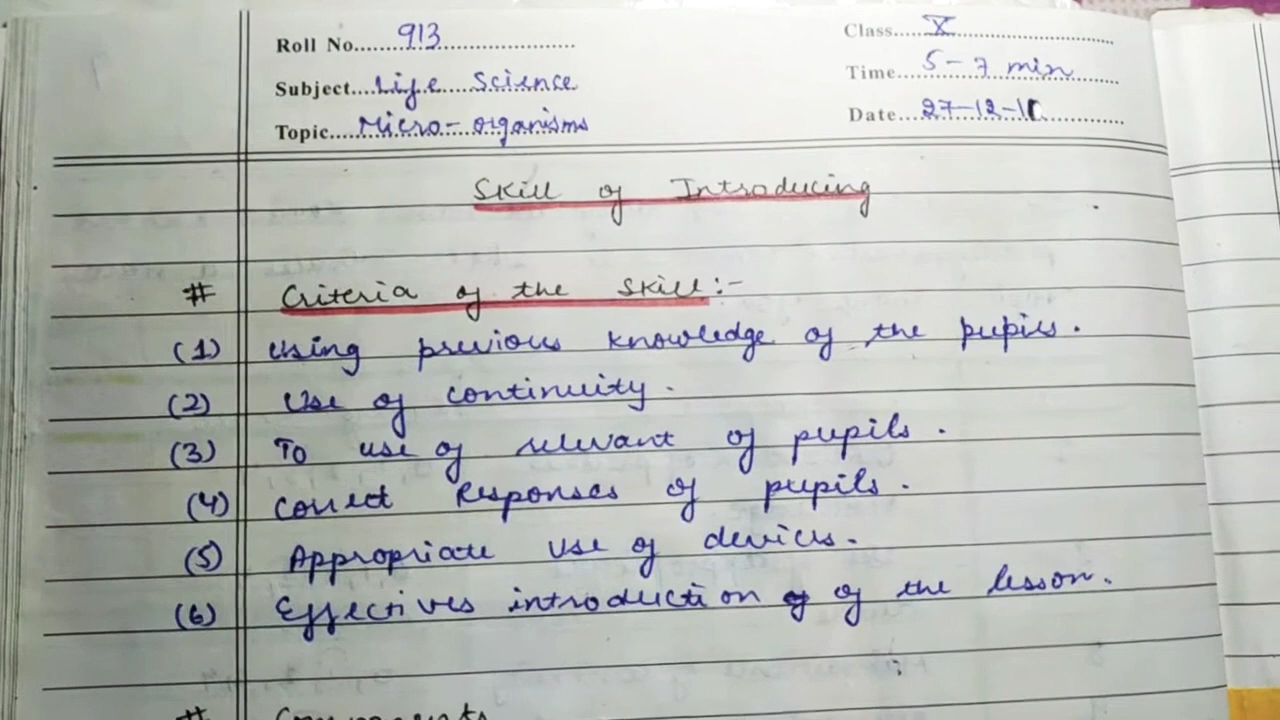 Roll No. 913
Class X
Subject Life Science
Time 5-7 min
Topic Micro-organisms
Date 27-12-10
Skill of Introducing
# Criteria of the Skill:-
(1) Using previous knowledge of the pupils.
(2) Use of continuity.
(3) To use of relevant of pupils.
(4) Correct Responses of pupils.
(5) Appropriate use of devices.
(6) Effectives introduction of the lesson.
# Components